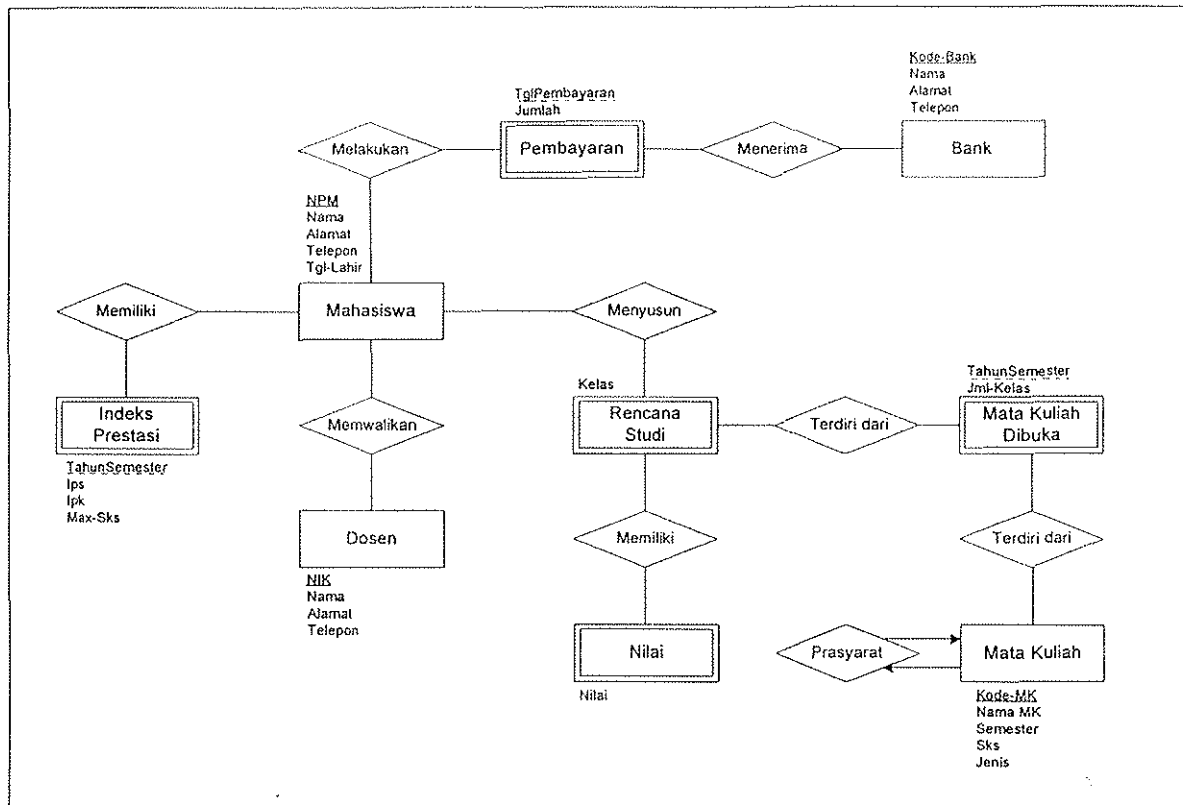 Kode-Bank
Nama
Alamat
Telepon
TglPembayaran
Jumlah
Melakukan
Pembayaran
Menerima
Bank
NPM
Nama
Alamat
Telepon
Tgl-Lahir
Memiliki
Mahasiswa
Menyusun
Kelas
TahunSemester
Jml-Kelas
Indeks
Prestasi
Memwalikan
Rencana
Studi
Terdiri dari
Mata Kuliah
Dibuka
TahunSemester
Ips
Ipk
Max-Sks
Dosen
Memiliki
Terdiri dari
NIK
Nama
Alamat
Telepon
Nilai
Prasyarat
Mata Kuliah
Nilai
Kode-MK
Nama MK
Semester
Sks
Jenis